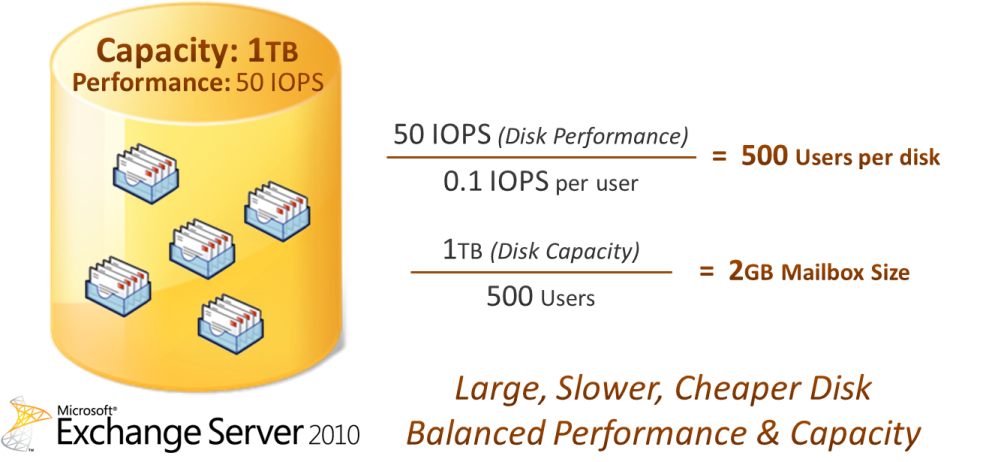 Capacity: 1TB
Performance: 50 IOPS
50 IOPS (Disk Performance)
0.1 IOPS per user
= 500 Users per disk
1TB (Disk Capacity)
500 Users
= 2GB Mailbox Size
Large, Slower, Cheaper Disk
Balanced Performance & Capacity
Microsoft®
Exchange Server 2010